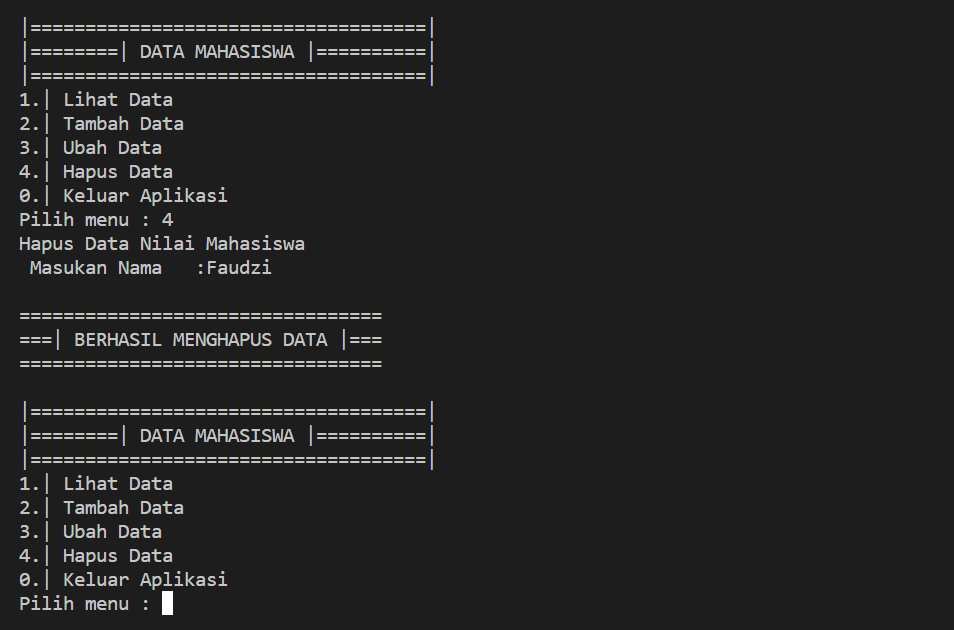 |====================================|
|========| DATA MAHASISWA |==========|
|====================================|
1.| Lihat Data
2.| Tambah Data
3.| Ubah Data
4.| Hapus Data
0.| Keluar Aplikasi
Pilih menu : 4
Hapus Data Nilai Mahasiswa
 Masukan Nama   :Faudzi

=================================
===| BERHASIL MENGHAPUS DATA |===
=================================

|====================================|
|========| DATA MAHASISWA |==========|
|====================================|
1.| Lihat Data
2.| Tambah Data
3.| Ubah Data
4.| Hapus Data
0.| Keluar Aplikasi
Pilih menu :